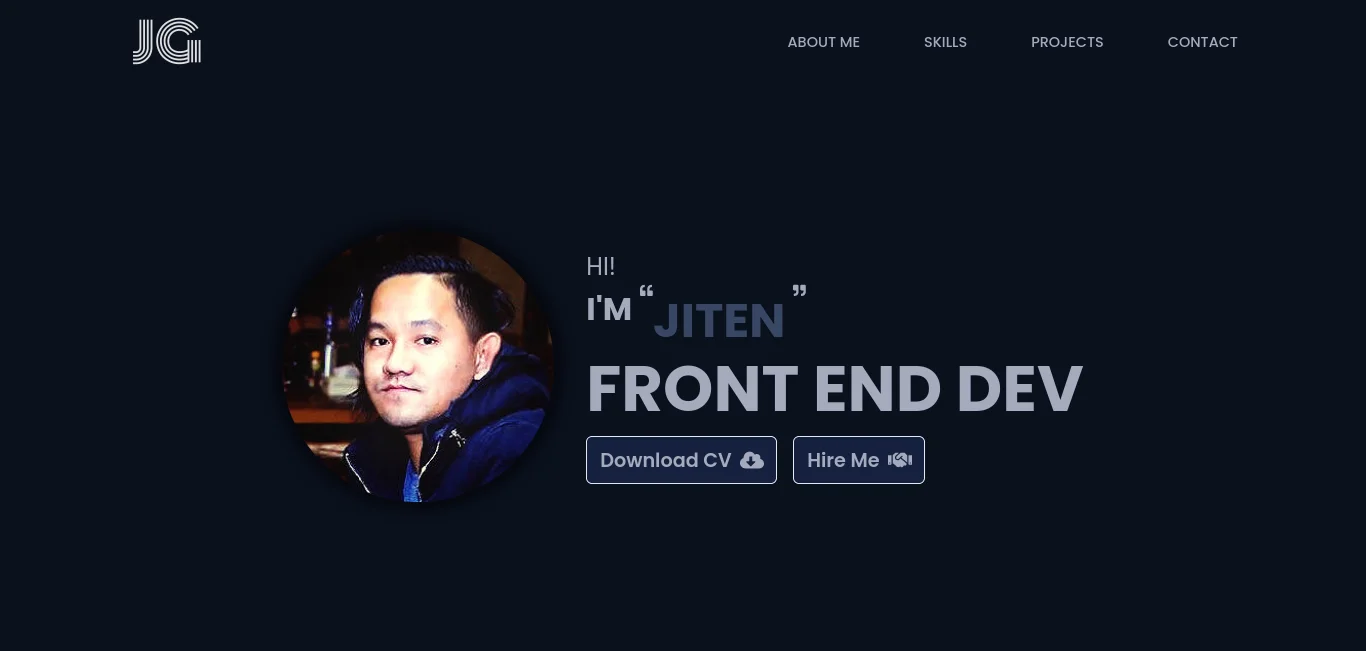 JG
ABOUT ME SKILLS PROJECTS CONTACT
HI!
I'M “JITEN”
FRONT END DEV
Download CV Hire Me